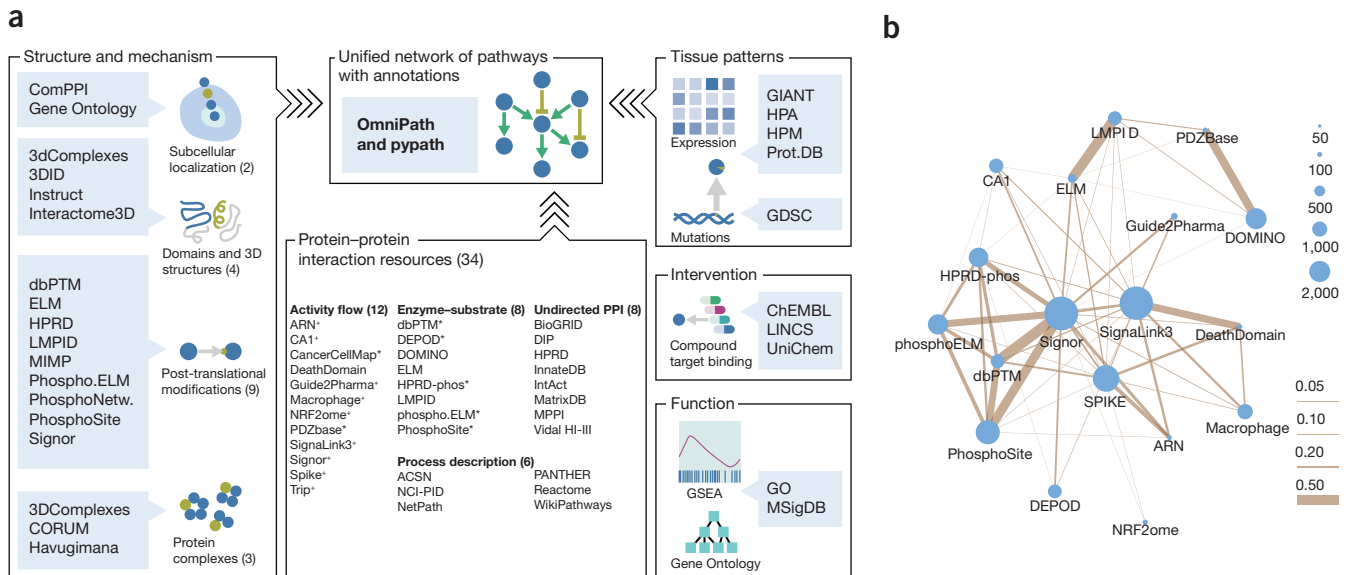 a
Structure and mechanism
ComPPI
Gene Ontology
Subcellular
localization (2)
3dComplexes
3DID
Instruct
Interactome3D
Domains and 3D
structures (4)
dbPTM
ELM
HPRD
LMPID
MIMP
Phospho.ELM
PhosphoNetw.
PhosphoSite
Signor
Post-translational
modifications (9)
3DComplexes
CORUM
Havugimana
Protein
complexes (3)
Unified network of pathways
with annotations
OmniPath
and pypath
Protein–protein
interaction resources (34)
Activity flow (12)
ARN+
CA1+
CancerCellMap*
DeathDomain
Guide2Pharma+
Macrophage+
NRF2ome+
PDZbase*
SignaLink3+
Signor+
Spike+
Trip+
Enzyme–substrate (8)
dbPTM*
DEPOD*
DOMINO
ELM
HPRD-phos*
LMPID
phospho.ELM*
PhosphoSite*
Undirected PPI (8)
BioGRID
DIP
HPRD
InnateDB
IntAct
MatrixDB
MPPI
Vidal HI-III
Process description (6)
ACSN
NCI-PID
NetPath
PANTHER
Reactome
WikiPathways
Tissue patterns
Expression
GIANT
HPA
HPM
Prot.DB
Mutations
GDSC
Intervention
Compound
target binding
ChEMBL
LINCS
UniChem
Function
GSEA
Gene Ontology
GO
MSigDB
b
LMPID
PDZBase
CA1
ELM
Guide2Pharma
DOMINO
HPRD-phos
SignaLink3
Signor
DeathDomain
phosphoELM
dbPTM
SPIKE
Macrophage
ARN
PhosphoSite
DEPOD
NRF2ome
50
100
500
1,000
2,000
0.05
0.10
0.20
0.50